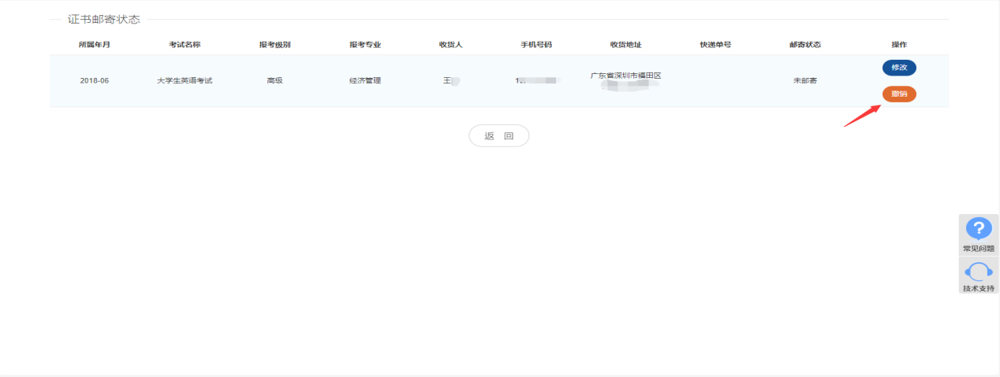 证书邮寄状态
所属年月 考试名称 报考级别 报考专业 收货人 手机号码 收货地址 快递单号 邮寄状态 操作
2018-06 大学生英语考试 高级 经济管理 王 1 广东省深圳市福田区 未邮寄 修改
撤销
返 回
常见问题
技术支持